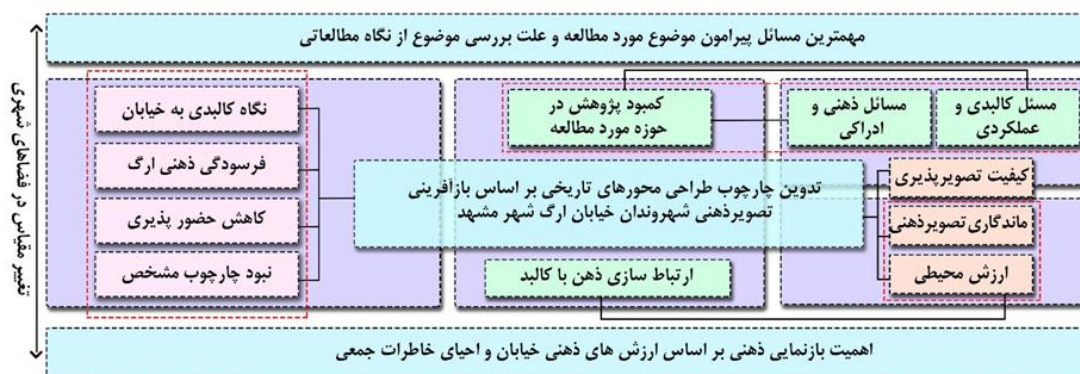 مهمترین مسائل پیرامون موضوع مورد مطالعه و علت بررسی موضوع از نگاه مطالعاتی
مسئل کالبدی و
عملکردی
مسائل ذهنی و
ادراکی
کمبود پژوهش در
حوزه مورد مطالعه
نگاه کالبدی به خیابان
فرسودگی ذهنی ارگ
کاهش حضور پذیری
نبود چارچوب مشخص
تدوین چارچوب طراحی محورهای تاریخی بر اساس بازآفرینی
تصویرذهنی شهروندان خیابان ارگ شهر مشهد
کیفیت تصویرپذیری
ماندگاری تصویرذهنی
ارزش محیطی
ارتباط سازی ذهن با کالبد
اهمیت بازنمایی ذهنی بر اساس ارزش های ذهنی خیابان و احیای خاطرات جمعی
تغییر مقیاس در فضاهای شهری